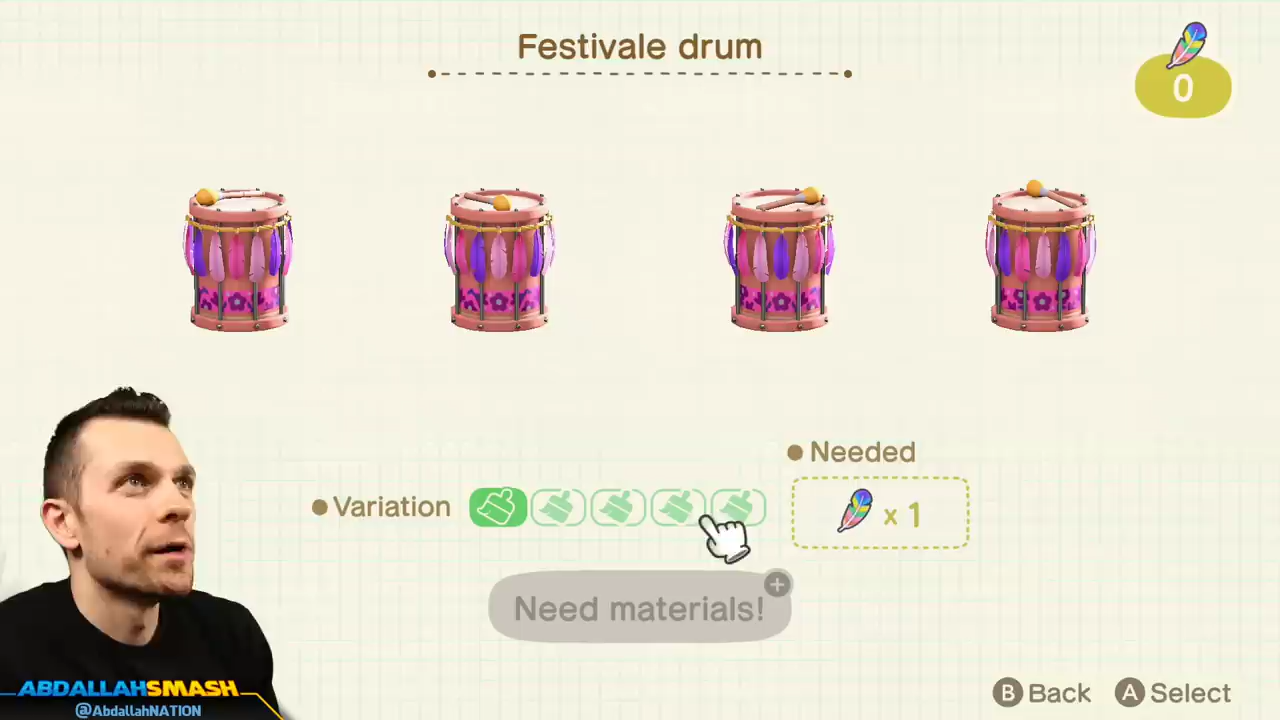 Festivale drum
0
Needed
Variation
x 1
Need materials!
+
B Back A Select
ABDALLAHSMASH
@AbdallahNATION